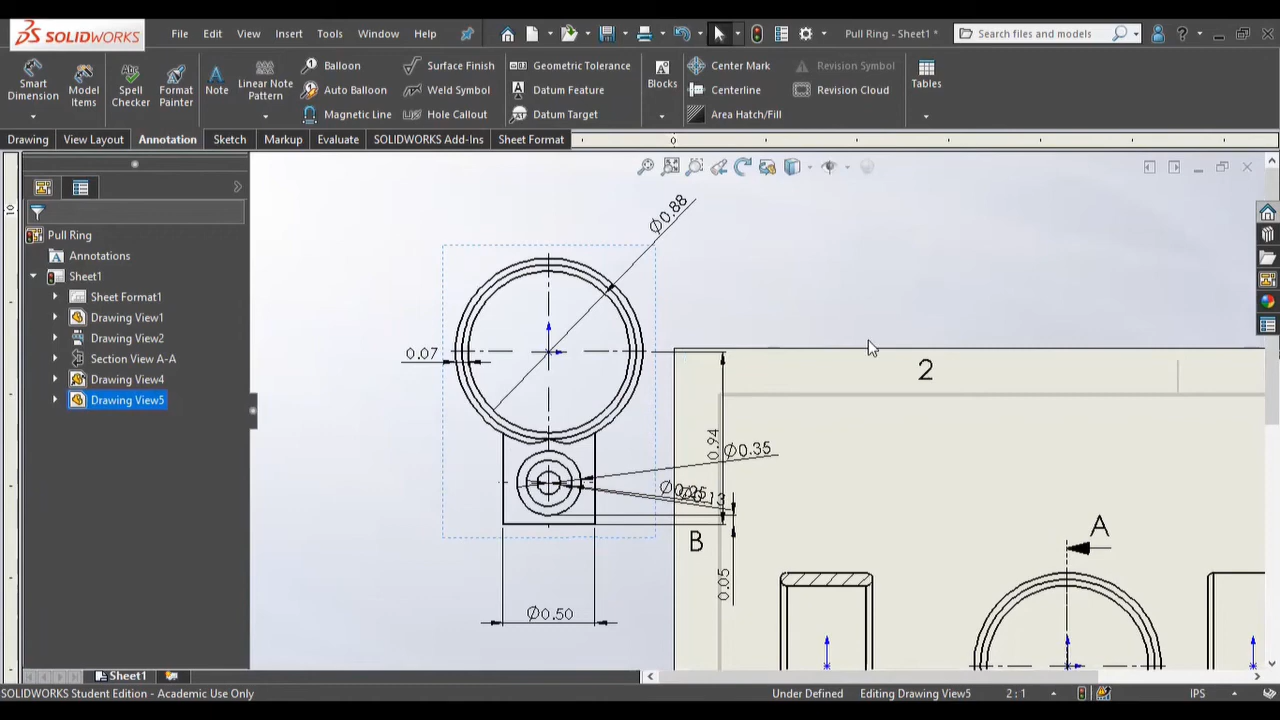 SOLIDWORKS
File Edit View Insert Tools Window Help
Pull Ring - Sheet1 *
Search files and models
Smart Dimension
Model Items
Spell Checker
Format Painter
Note
Linear Note Pattern
Balloon
Auto Balloon
Magnetic Line
Surface Finish
Weld Symbol
Hole Callout
Geometric Tolerance
Datum Feature
Datum Target
Blocks
Center Mark
Centerline
Area Hatch/Fill
Revision Symbol
Revision Cloud
Tables
Drawing View Layout Annotation Sketch Markup Evaluate SOLIDWORKS Add-Ins Sheet Format
0
10
Pull Ring
Annotations
Sheet1
Sheet Format1
Drawing View1
Drawing View2
Section View A-A
Drawing View4
Drawing View5
Ø0.88
0.07
2
0.94
Ø0.35
B
A
0.05
Ø0.50
Sheet1
SOLIDWORKS Student Edition - Academic Use Only
Under Defined
Editing Drawing View5
2 : 1
IPS